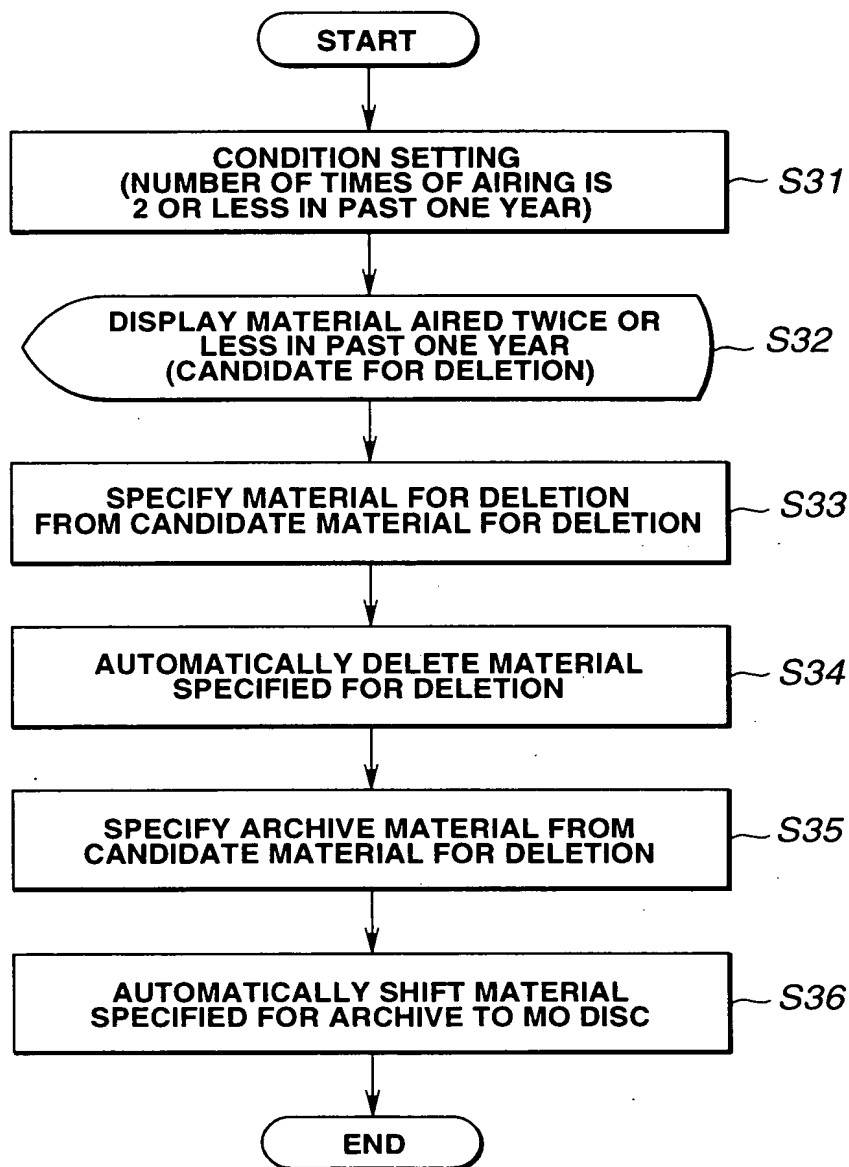 START
CONDITION SETTING
(NUMBER OF TIMES OF AIRING IS
2 OR LESS IN PAST ONE YEAR)
S31
DISPLAY MATERIAL AIRED TWICE OR
LESS IN PAST ONE YEAR
(CANDIDATE FOR DELETION)
S32
SPECIFY MATERIAL FOR DELETION
FROM CANDIDATE MATERIAL FOR DELETION
S33
AUTOMATICALLY DELETE MATERIAL
SPECIFIED FOR DELETION
S34
SPECIFY ARCHIVE MATERIAL FROM
CANDIDATE MATERIAL FOR DELETION
S35
AUTOMATICALLY SHIFT MATERIAL
SPECIFIED FOR ARCHIVE TO MO DISC
S36
END